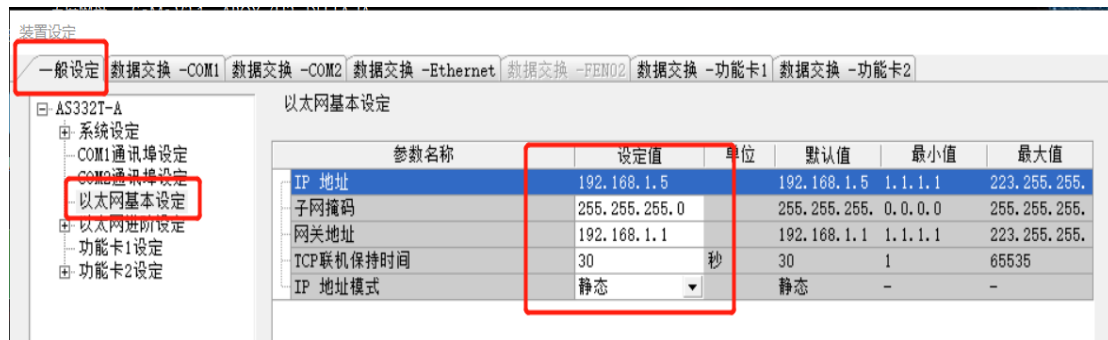 装置设定
一般设定 数据交换 -COM1 数据交换 -COM2 数据交换 -Ethernet 数据交换 -FEN02 数据交换 -功能卡1 数据交换 -功能卡2
AS332T-A
系统设定
COM1通讯埠设定
COM2通讯埠设定
以太网基本设定
以太网进阶设定
功能卡1设定
功能卡2设定
以太网基本设定
参数名称 设定值 单位 默认值 最小值 最大值
IP 地址 192.168.1.5 192.168.1.5 1.1.1.1 223.255.255.
子网掩码 255.255.255.0 255.255.255. 0.0.0.0 255.255.255.
网关地址 192.168.1.1 192.168.1.1 1.1.1.1 223.255.255.
TCP联机保持时间 30 秒 30 1 65535
IP 地址模式 静态 静态 - -